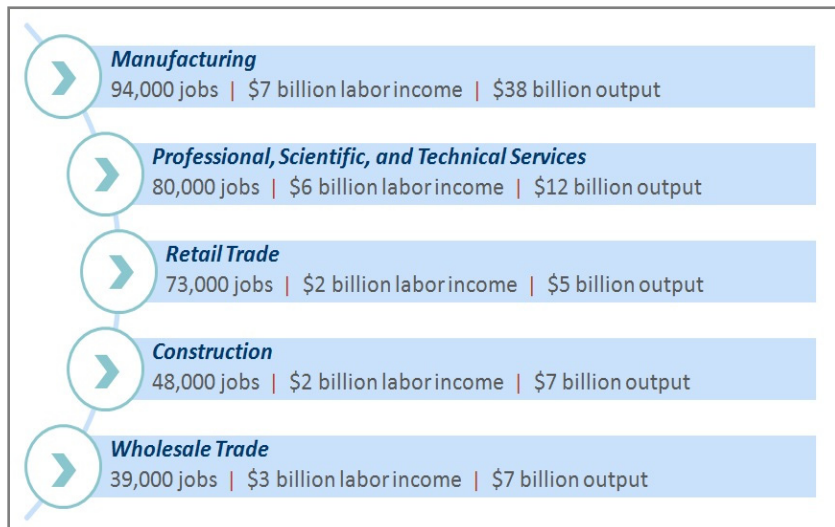 Manufacturing
94,000 jobs | $7 billion labor income | $38 billion output
Professional, Scientific, and Technical Services
80,000 jobs | $6 billion labor income | $12 billion output
Retail Trade
73,000 jobs | $2 billion labor income | $5 billion output
Construction
48,000 jobs | $2 billion labor income | $7 billion output
Wholesale Trade
39,000 jobs | $3 billion labor income | $7 billion output